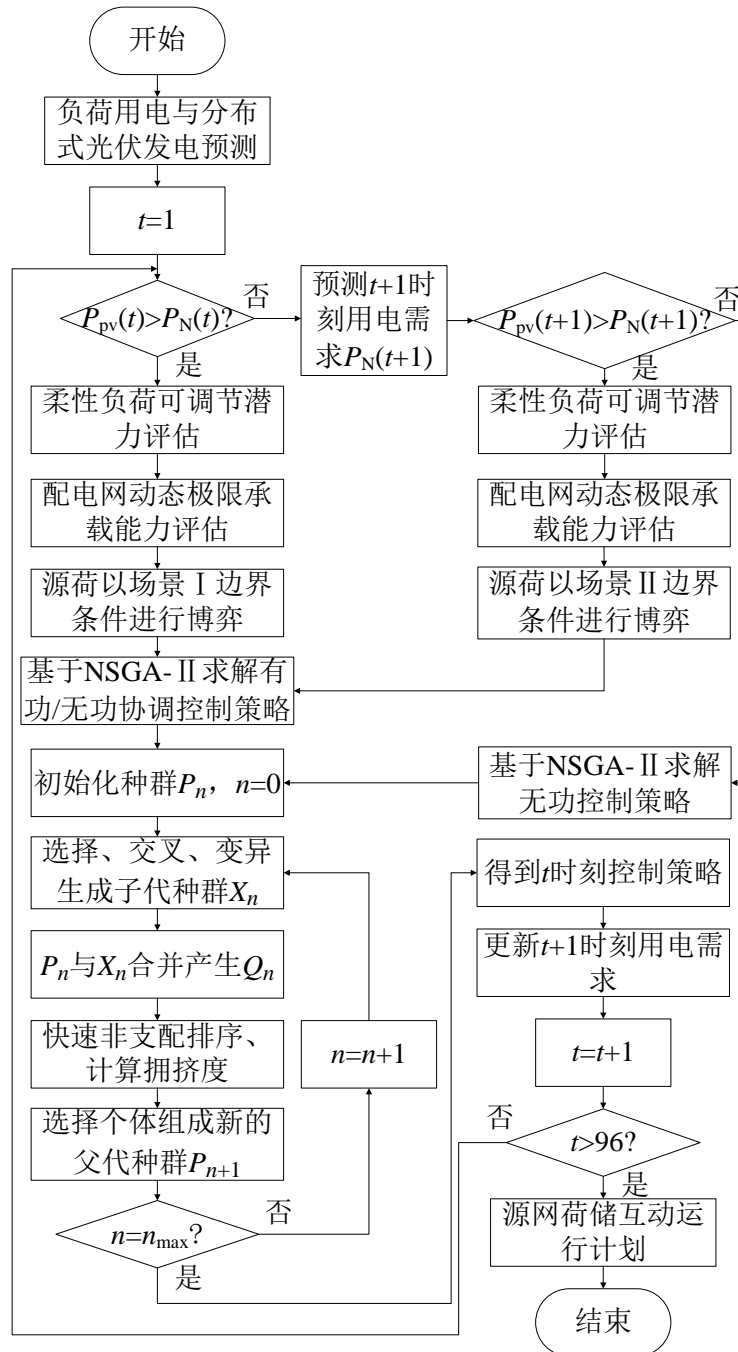 开始
负荷用电与分布
式光伏发电预测
t=1
P_pv(t)>P_N(t)?
否
是
预测t+1时
刻用电需
求P_N(t+1)
P_pv(t+1)>P_N(t+1)?
否
是
柔性负荷可调节潜
力评估
配电网动态极限承
载能力评估
源荷以场景Ⅰ边界
条件进行博弈
柔性负荷可调节潜
力评估
配电网动态极限承
载能力评估
源荷以场景Ⅱ边界
条件进行博弈
基于NSGA-Ⅱ求解有
功/无功协调控制策略
基于NSGA-Ⅱ求解
无功控制策略
初始化种群P_n，n=0
选择、交叉、变异
生成子代种群X_n
P_n与X_n合并产生Q_n
快速非支配排序、
计算拥挤度
选择个体组成新的
父代种群P_{n+1}
n=n_max?
否
是
n=n+1
得到t时刻控制策略
更新t+1时刻用电需
求
t=t+1
t>96?
否
是
源网荷储互动运
行计划
结束